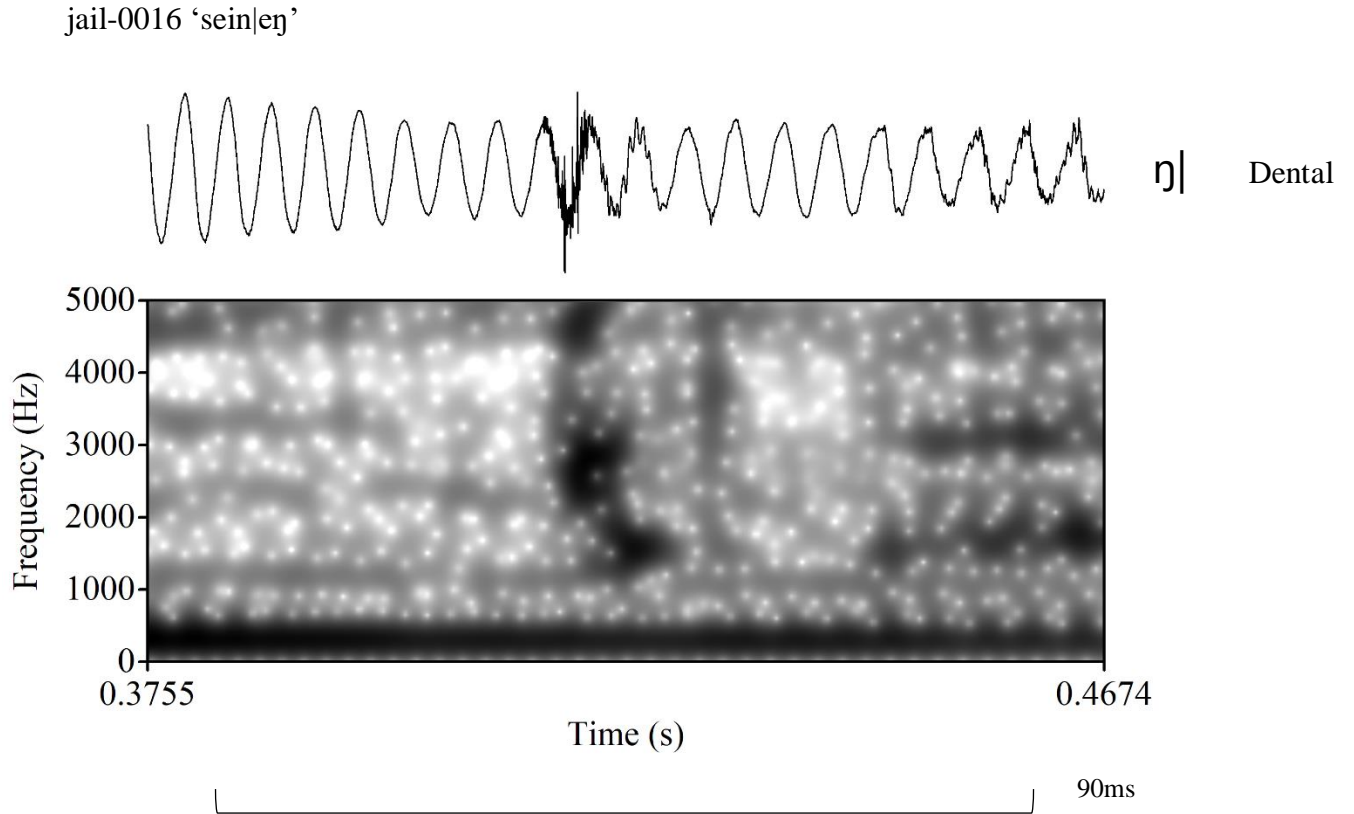 jail-0016 ‘sein|eŋ’
ŋ| Dental
5000
4000
3000
2000
1000
0
Frequency (Hz)
0.3755 0.4674
Time (s)
90ms